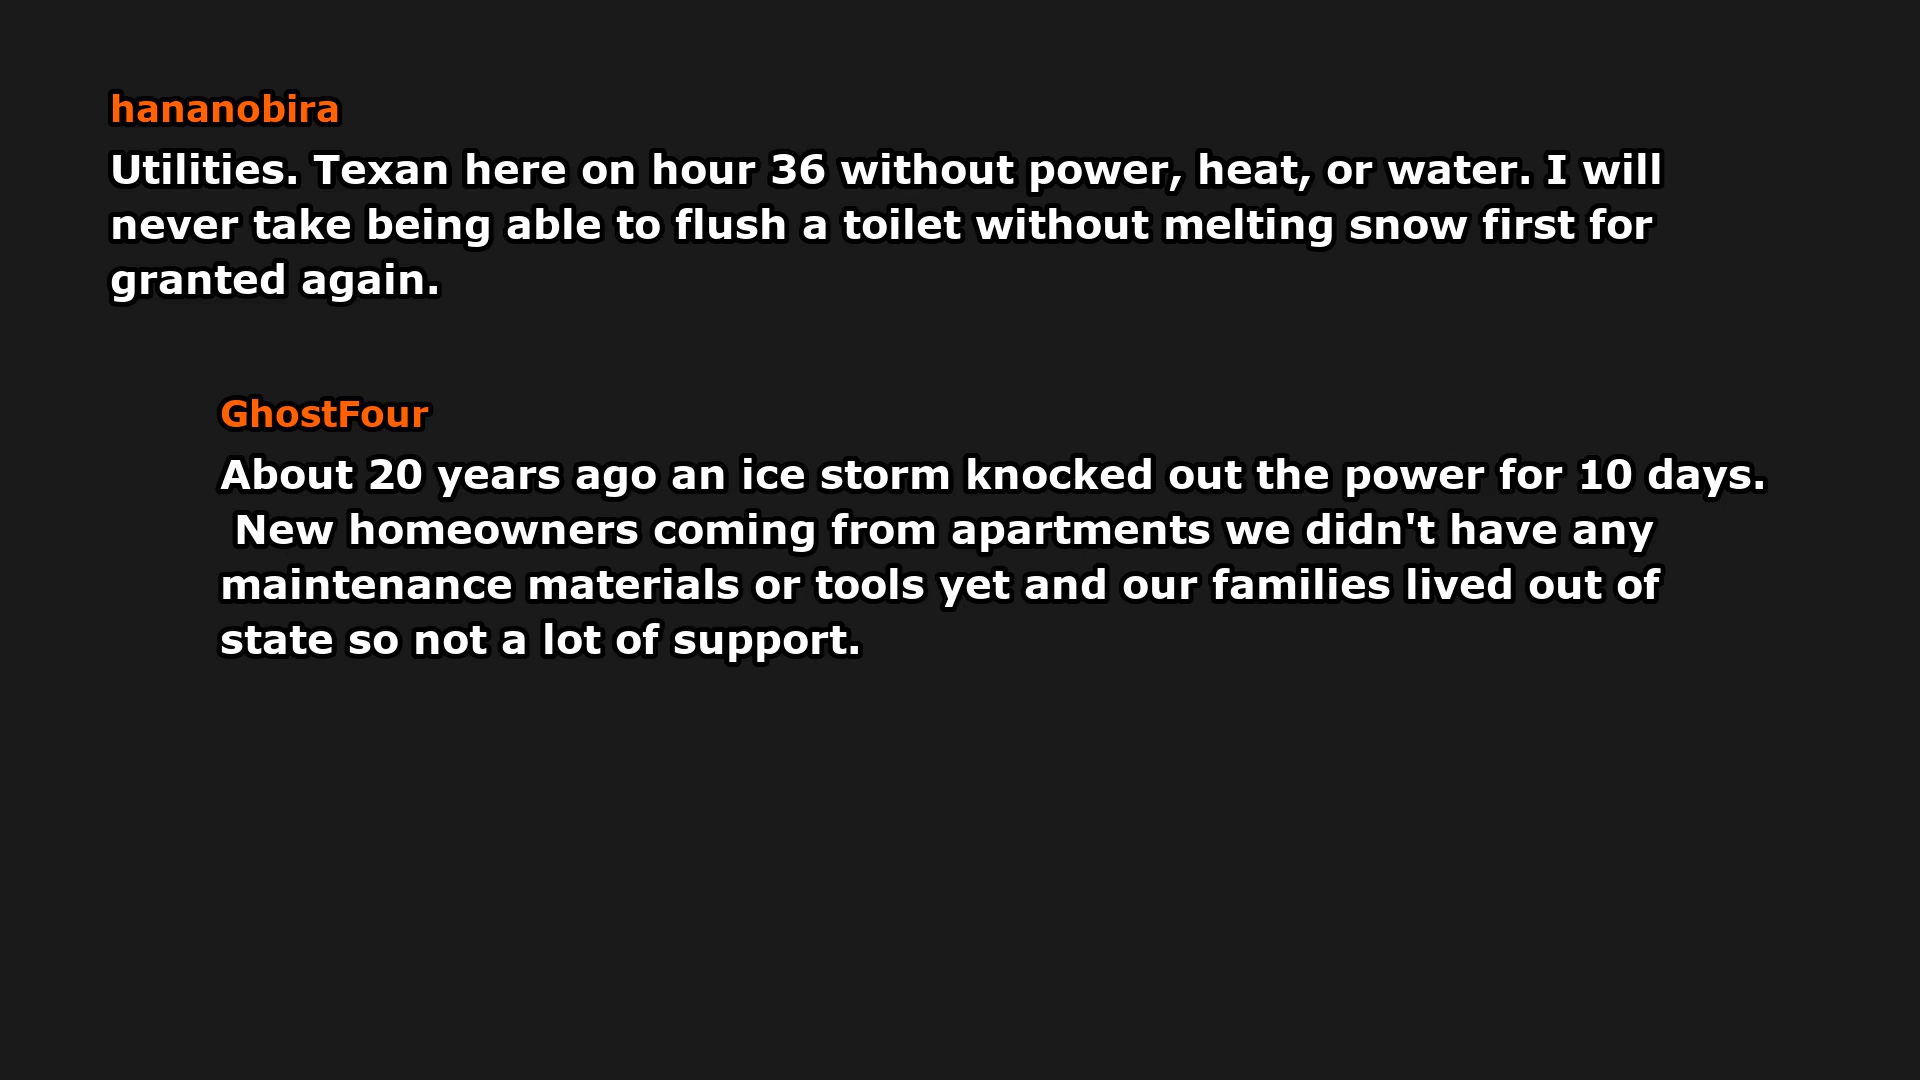 hananobira
Utilities. Texan here on hour 36 without power, heat, or water. I will
never take being able to flush a toilet without melting snow first for
granted again.
GhostFour
About 20 years ago an ice storm knocked out the power for 10 days.
New homeowners coming from apartments we didn't have any
maintenance materials or tools yet and our families lived out of
state so not a lot of support.